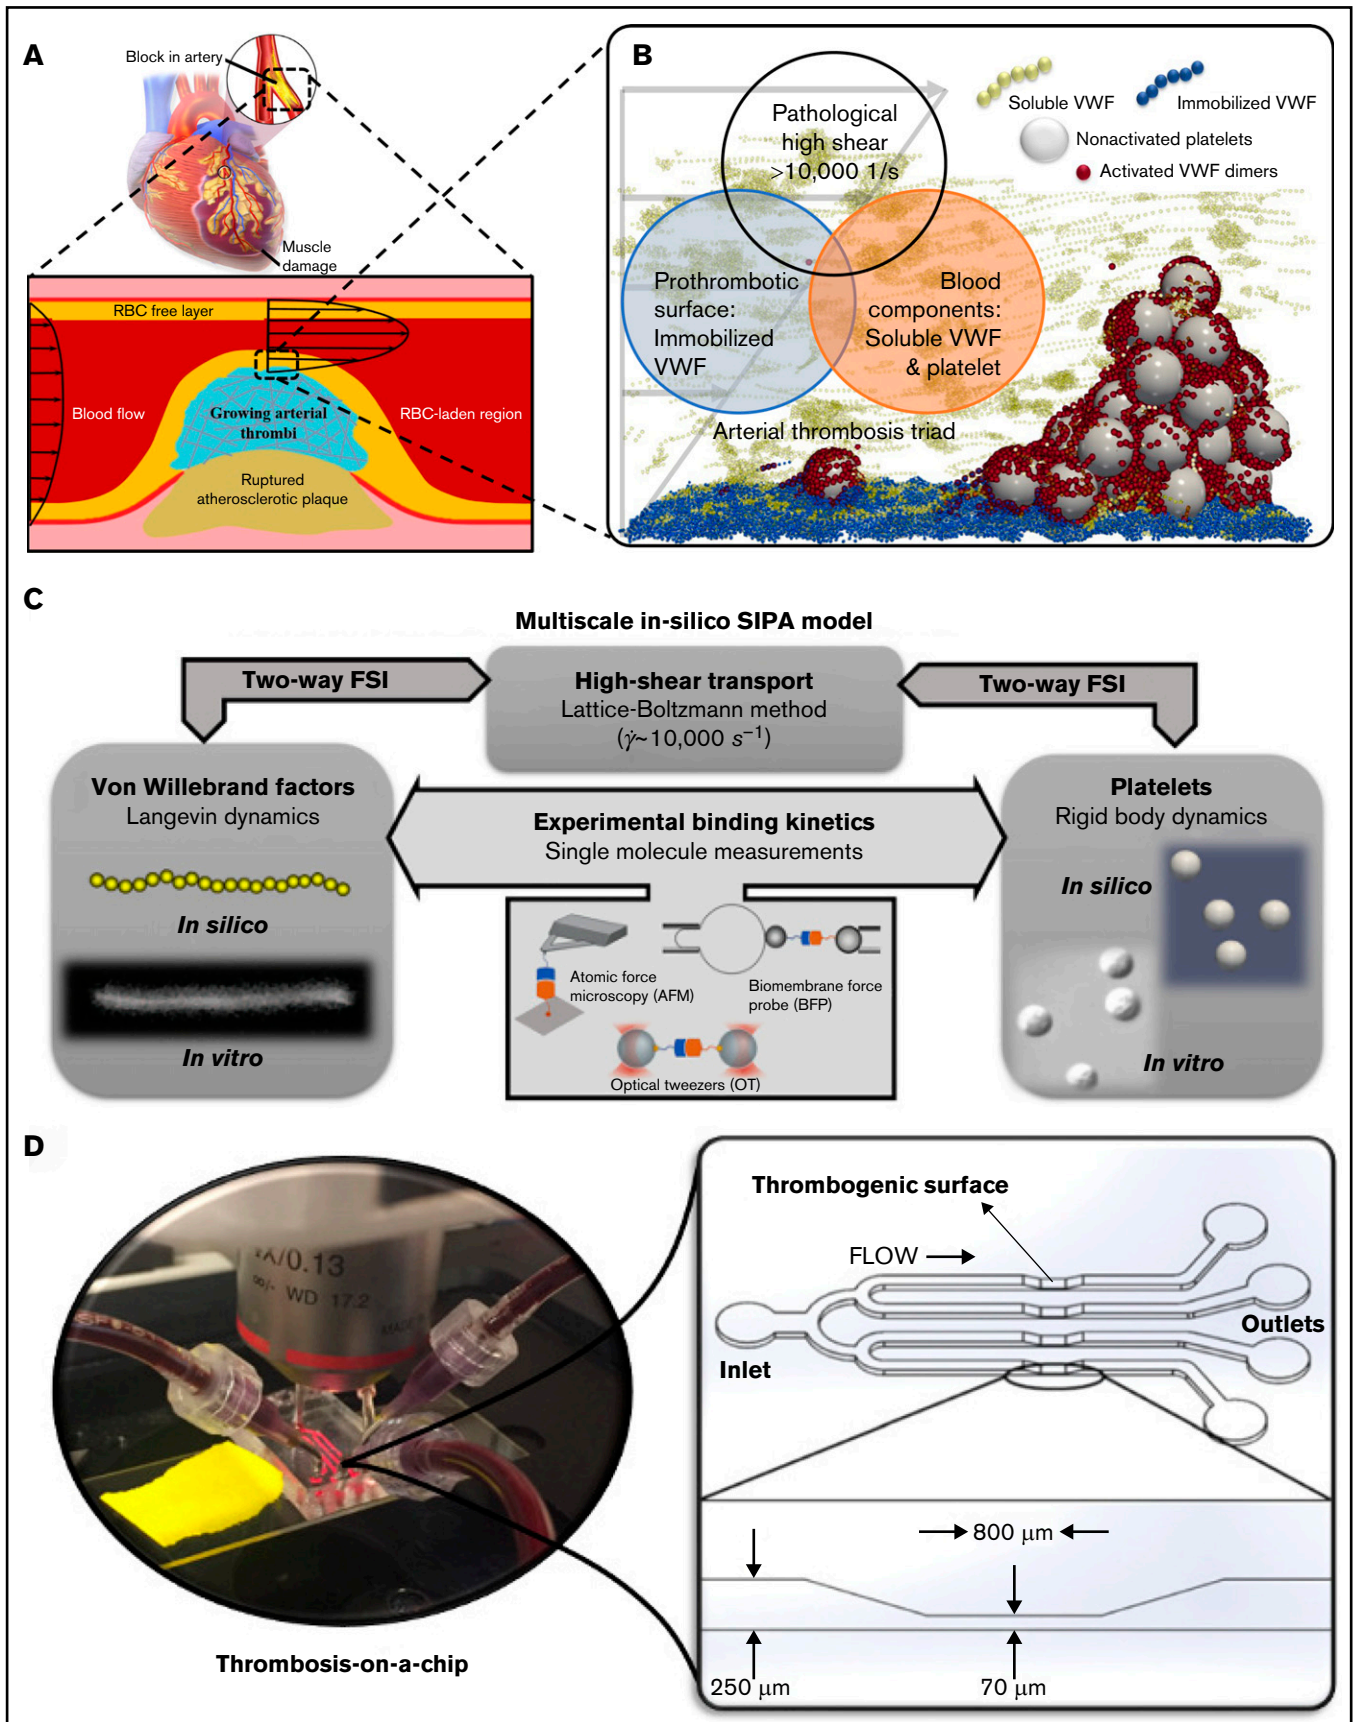 A
Block in artery
Muscle
damage
RBC free layer
Blood flow
Growing arterial
thrombi
RBC-laden region
Ruptured
atherosclerotic plaque
B
Soluble VWF
Immobilized VWF
Nonactivated platelets
Activated VWF dimers
Pathological
high shear
>10,000 1/s
Prothrombotic
surface:
Immobilized
VWF
Blood
components:
Soluble VWF
& platelet
Arterial thrombosis triad
C
Multiscale in-silico SIPA model
Two-way FSI
High-shear transport
Lattice-Boltzmann method
(γ̇~10,000 s⁻¹)
Two-way FSI
Von Willebrand factors
Langevin dynamics
In silico
In vitro
Experimental binding kinetics
Single molecule measurements
Atomic force
microscopy (AFM)
Biomembrane force
probe (BFP)
Optical tweezers (OT)
Platelets
Rigid body dynamics
In silico
In vitro
D
X/0.13
∞/- WD 17.2
Thrombosis-on-a-chip
Thrombogenic surface
FLOW
Inlet
Outlets
800 μm
250 μm
70 μm